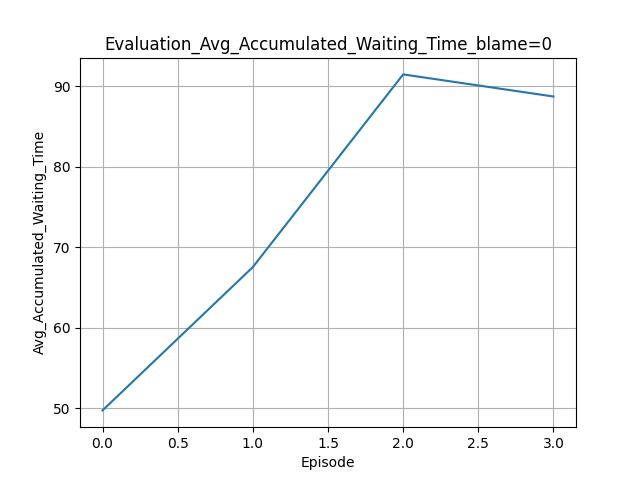 Evaluation_Avg_Accumulated_Waiting_Time_blame=0
Avg_Accumulated_Waiting_Time
90
80
70
60
50
0.0 0.5 1.0 1.5 2.0 2.5 3.0
Episode